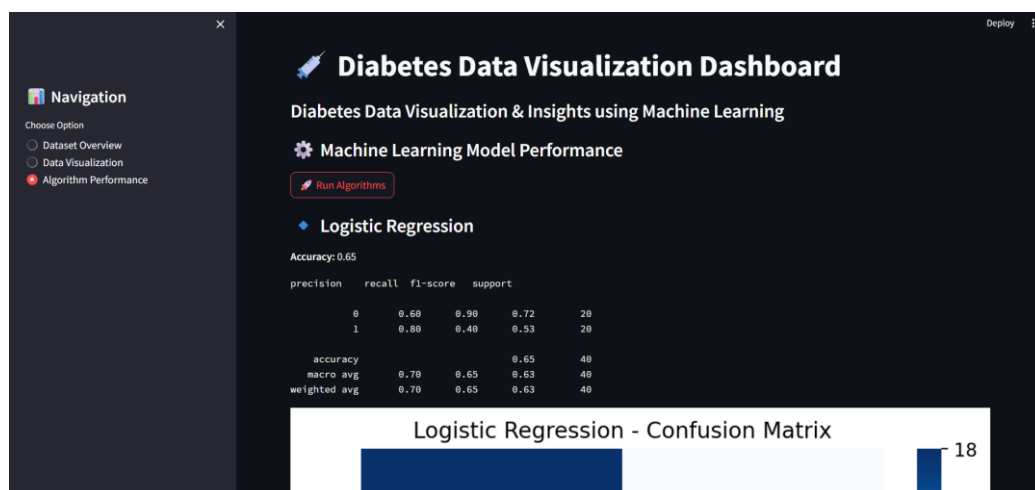 Deploy
Diabetes Data Visualization Dashboard
Navigation
Diabetes Data Visualization & Insights using Machine Learning
Choose Option
Dataset Overview
Data Visualization
Algorithm Performance
Machine Learning Model Performance
Run Algorithms
Logistic Regression
Accuracy: 0.65
precision recall f1-score support
0 0.60 0.90 0.72 20
1 0.80 0.40 0.53 20
accuracy 0.65 40
macro avg 0.70 0.65 0.63 40
weighted avg 0.70 0.65 0.63 40
Logistic Regression - Confusion Matrix
18